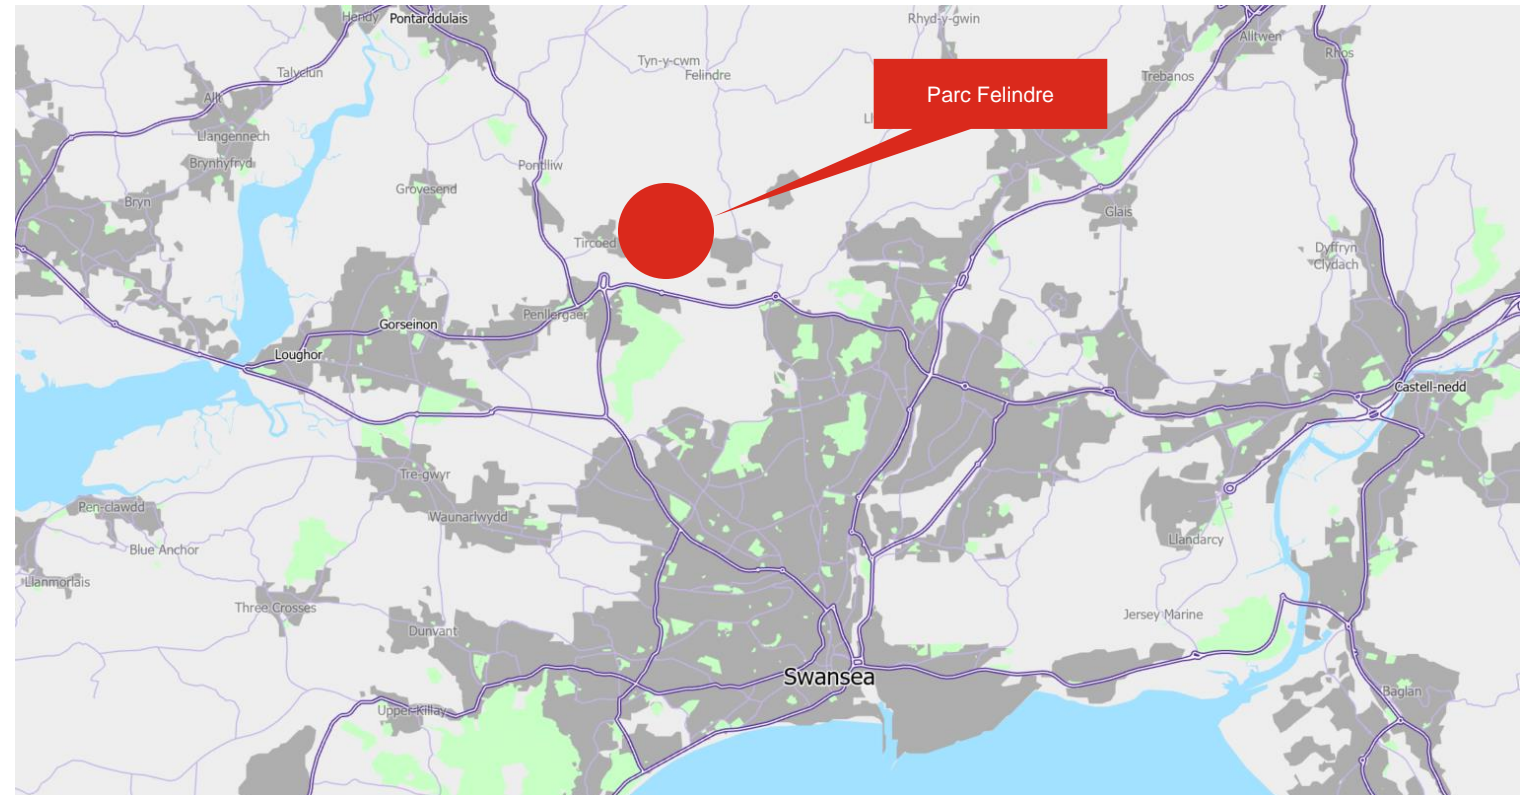 Hendy
Pontarddulais
Rhyd-y-gwin
Alltwen
Rhos
Talyclun
Tyn-y-cwm
Felindre
Trebanos
Parc Felindre
Allt
Llangennech
Brynhyfryd
Pontlliw
Grovesend
Bryn
Glais
Tircoed
Dyffryn
Clydach
Penllergaer
Gorseinon
Loughor
Castell-nedd
Tre-gwyr
Pen-clawdd
Waunarlwydd
Blue Anchor
Llandarcy
Llanmorlais
Three Crosses
Jersey Marine
Dunvant
Swansea
Baglan
Upper Killay